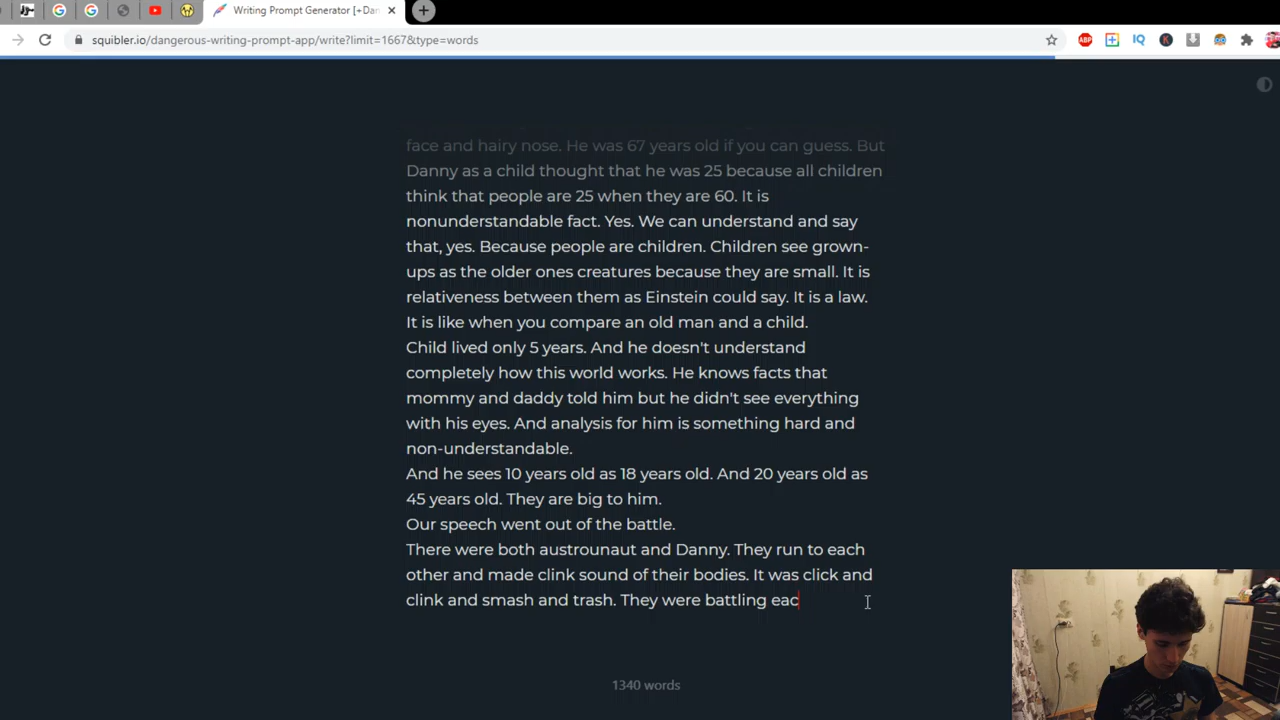 Writing Prompt Generator [+Dan
squibler.io/dangerous-writing-prompt-app/write?limit=1667&type=words
ABP
IQ
K
face and hairy nose. He was 67 years old if you can guess. But
Danny as a child thought that he was 25 because all children
think that people are 25 when they are 60. It is
nonunderstandable fact. Yes. We can understand and say
that, yes. Because people are children. Children see grown-
ups as the older ones creatures because they are small. It is
relativeness between them as Einstein could say. It is a law.
It is like when you compare an old man and a child.
Child lived only 5 years. And he doesn't understand
completely how this world works. He knows facts that
mommy and daddy told him but he didn't see everything
with his eyes. And analysis for him is something hard and
non-understandable.
And he sees 10 years old as 18 years old. And 20 years old as
45 years old. They are big to him.
Our speech went out of the battle.
There were both austrounaut and Danny. They run to each
other and made clink sound of their bodies. It was click and
clink and smash and trash. They were battling eac
1340 words